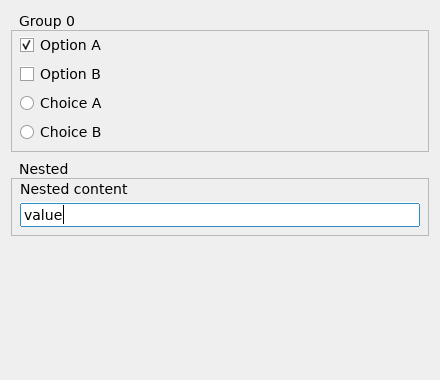 Group 0
Option A
Option B
Choice A
Choice B
Nested
Nested content
value